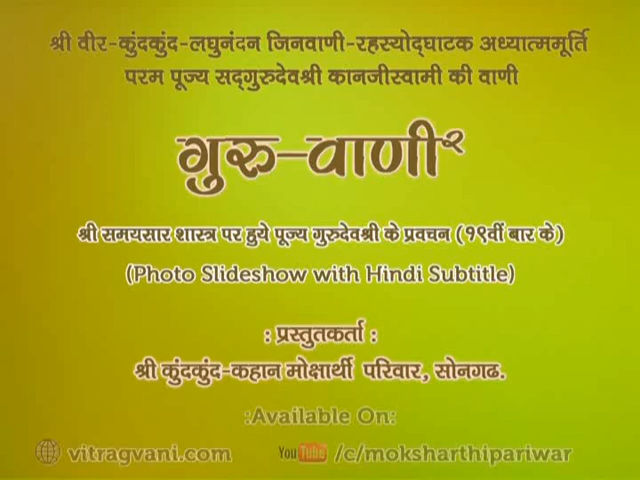 श्री वीर-कुंदकुंद-लघुनंदन जिनवाणी-रहस्योद्घाटक अध्यात्ममूर्ति
परम पूज्य सद्गुरुदेवश्री कानजीस्वामी की वाणी
गुरु-वाणी२
श्री समयसार शास्त्र पर हुये पूज्य गुरुदेवश्री के प्रवचन (१९वीं बार के)
(Photo Slideshow with Hindi Subtitle)
: प्रस्तुतकर्ता :
श्री कुंदकुंद-कहान मोक्षार्थी परिवार, सोनगढ.
:Available On:
vitragvani.com YouTube /c/moksharthipariwar